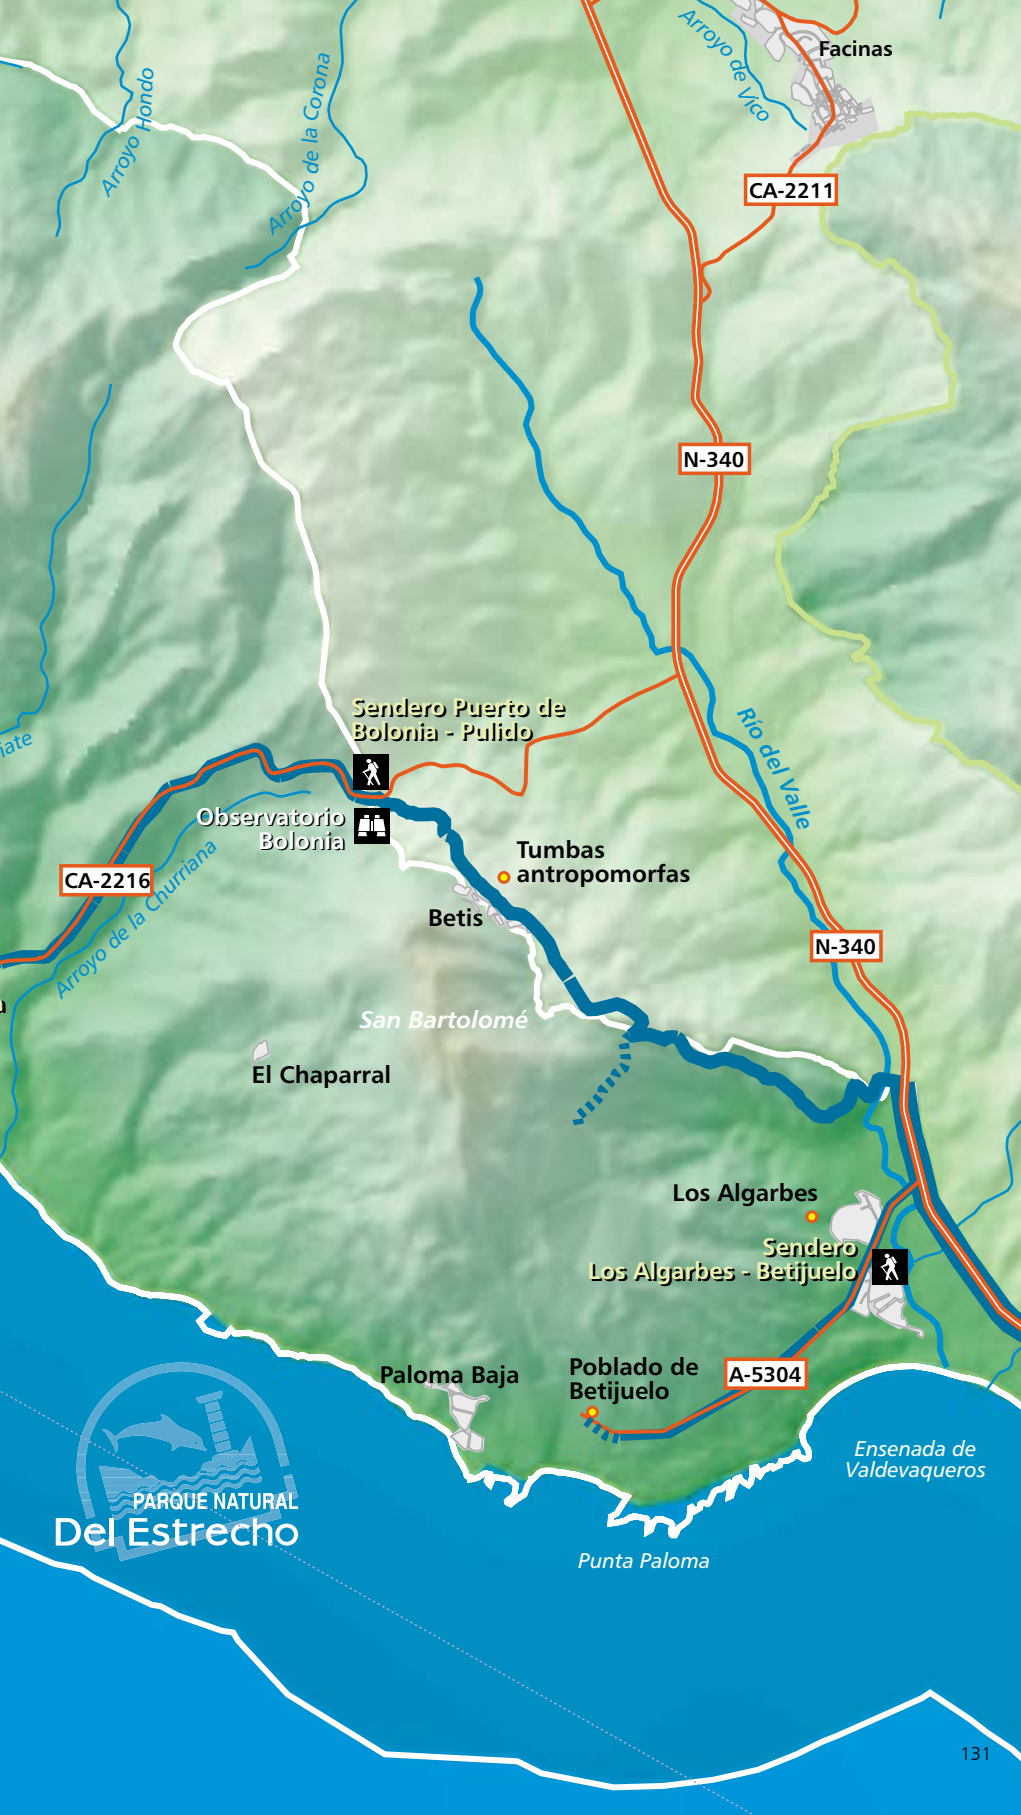 Facinas
Arroyo de Vico
Arroyo Hondo
Arroyo de la Corona
CA-2211
N-340
Sendero Puerto de
Bolonia - Pulido
Río del Valle
iate
Observatorio
Bolonia
Tumbas
antropomorfas
CA-2216
Arroyo de la Churriana
Betis
N-340
a
San Bartolomé
El Chaparral
Los Algarbes
Sendero
Los Algarbes - Betijuelo
Paloma Baja
Poblado de
Betijuelo
A-5304
Ensenada de
Valdevaqueros
PARQUE NATURAL
Del Estrecho
Punta Paloma
131